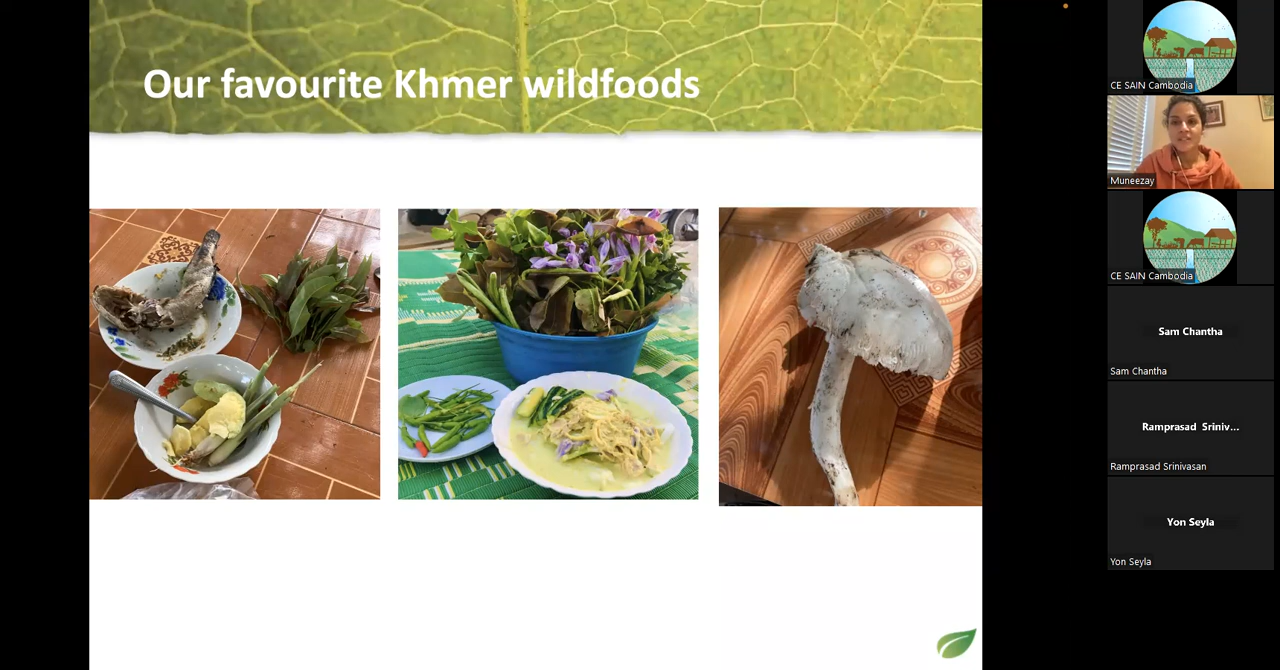 Our favourite Khmer wildfoods
CE SAIN Cambodia
Muneezay
CE SAIN Cambodia
Sam Chantha
Sam Chantha
Ramprasad Sriniv...
Ramprasad Srinivasan
Yon Seyla
Yon Seyla